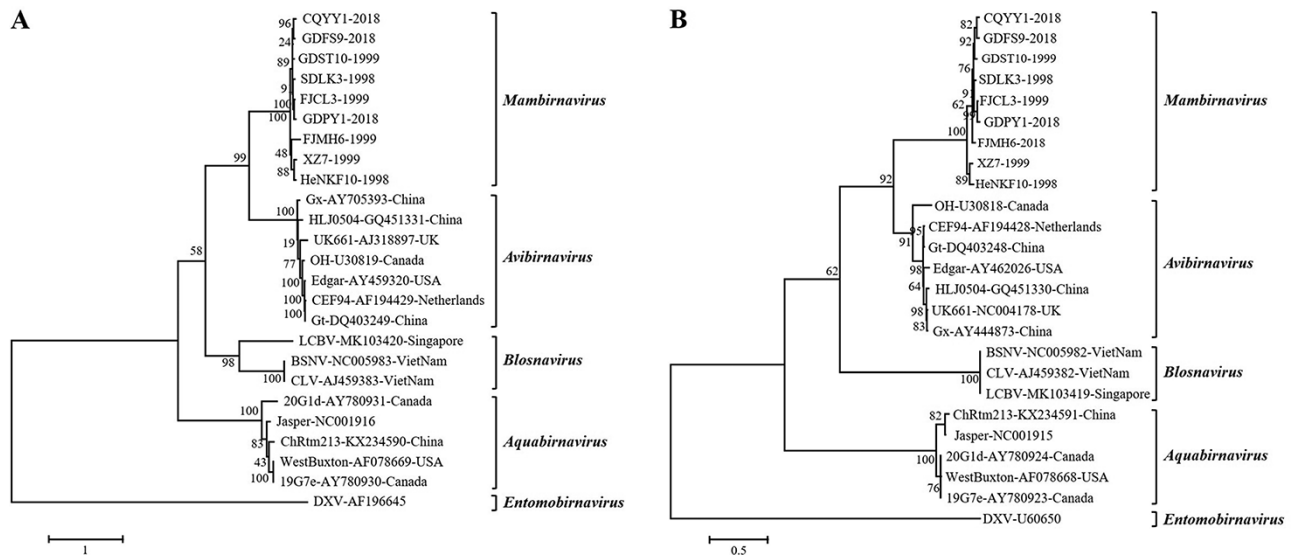 A
96
CQYY1-2018
24
GDFS9-2018
89
GDST10-1999
9
SDLK3-1998
100
FJCL3-1999
100
GDPY1-2018
FJMH6-1999
48
XZ7-1999
88
HeNKF10-1998
Mambirnavirus
99
Gx-AY705393-China
100
HLJ0504-GQ451331-China
19
UK661-AJ318897-UK
77
OH-U30819-Canada
100
Edgar-AY459320-USA
100
CEF94-AF194429-Netherlands
100
Gt-DQ403249-China
Avibirnavirus
58
LCBV-MK103420-Singapore
98
BSNV-NC005983-VietNam
100
CLV-AJ459383-VietNam
Blosnavirus
20G1d-AY780931-Canada
100
Jasper-NC001916
83
ChRtm213-KX234590-China
43
WestBuxton-AF078669-USA
100
19G7e-AY780930-Canada
Aquabirnavirus
DXV-AF196645
Entomobirnavirus
1
B
82
CQYY1-2018
92
GDFS9-2018
GDST10-1999
76
SDLK3-1998
FJCL3-1999
62
GDPY1-2018
100
FJMH6-2018
XZ7-1999
89
HeNKF10-1998
Mambirnavirus
92
OH-U30818-Canada
95
CEF94-AF194428-Netherlands
91
Gt-DQ403248-China
98
Edgar-AY462026-USA
64
HLJ0504-GQ451330-China
98
UK661-NC004178-UK
83
Gx-AY444873-China
Avibirnavirus
62
BSNV-NC005982-VietNam
CLV-AJ459382-VietNam
100
LCBV-MK103419-Singapore
Blosnavirus
82
ChRtm213-KX234591-China
Jasper-NC001915
100
20G1d-AY780924-Canada
WestBuxton-AF078668-USA
76
19G7e-AY780923-Canada
Aquabirnavirus
DXV-U60650
Entomobirnavirus
0.5